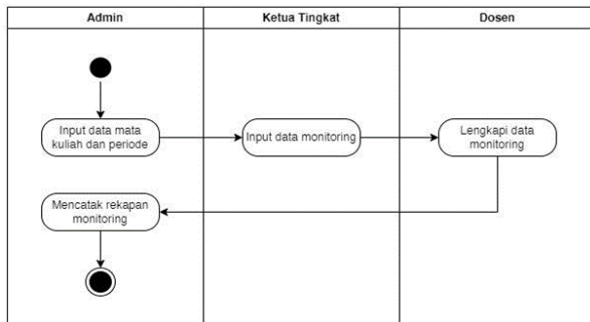 Admin
Ketua Tingkat
Dosen
Input data mata
kuliah dan periode
Input data monitoring
Lengkapi data
monitoring
Mencatak rekapan
monitoring